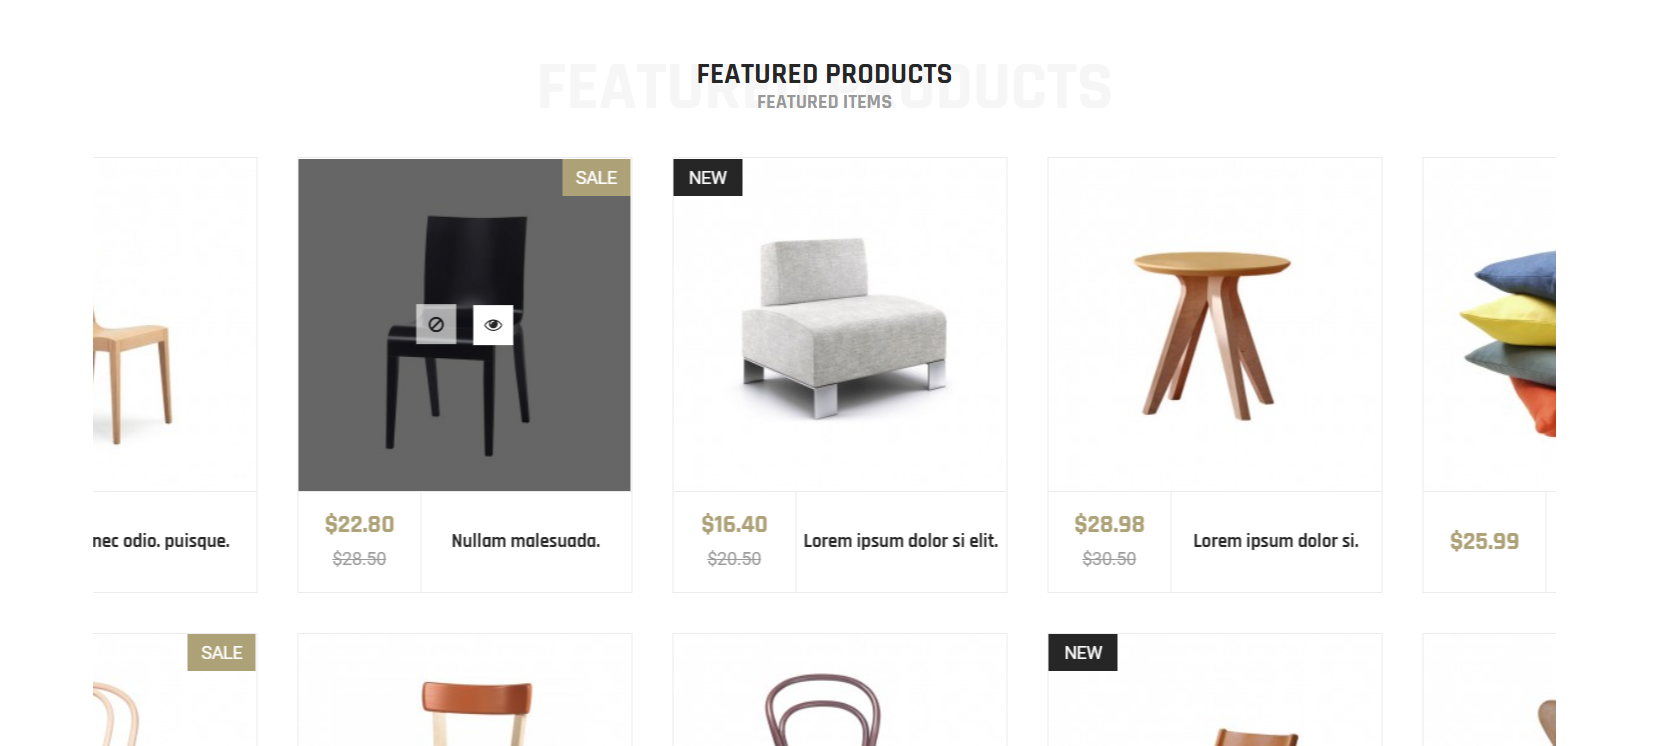 FEATURED PRODUCTS
FEATURED PRODUCTS
FEATURED ITEMS
SALE
NEW
nec odio. puisque.
$22.80
$28.50
Nullam malesuada.
$16.40
$20.50
Lorem ipsum dolor si elit.
$28.98
$30.50
Lorem ipsum dolor si.
$25.99
SALE
NEW